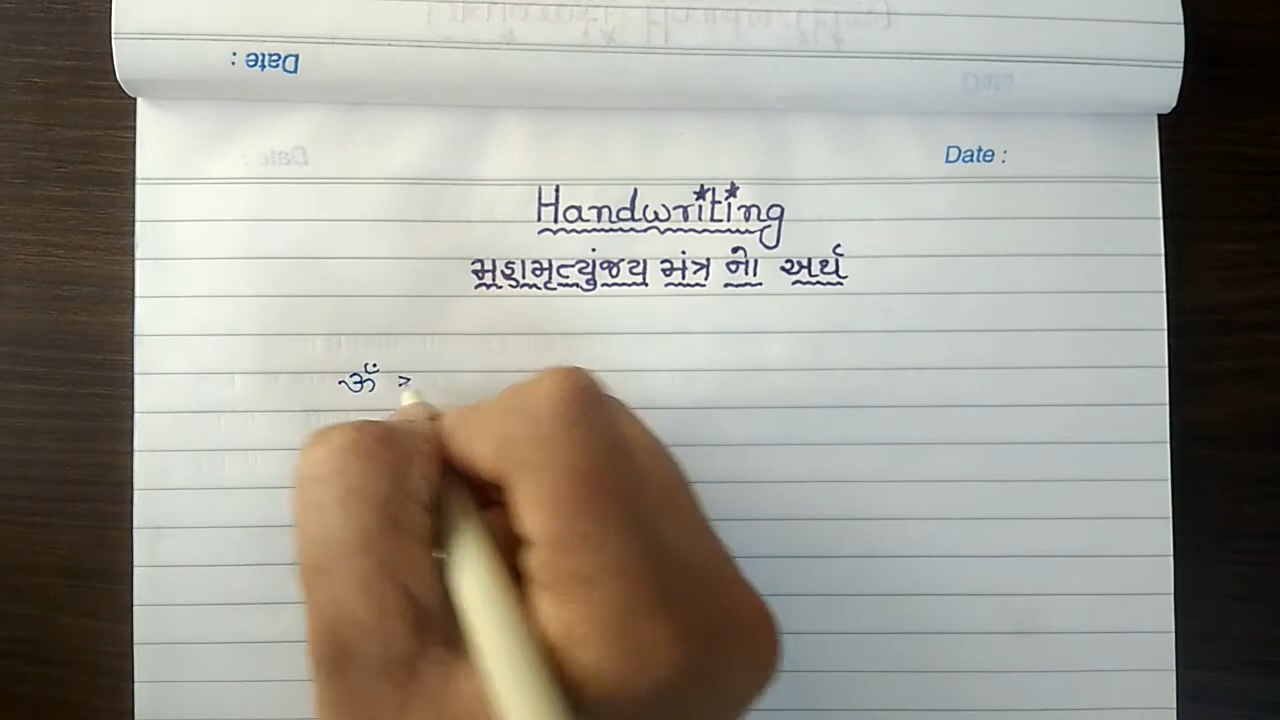 Date :
Date :
Handwriting
મહામૃત્યુંજય મંત્ર નો અર્થ
ૐ >